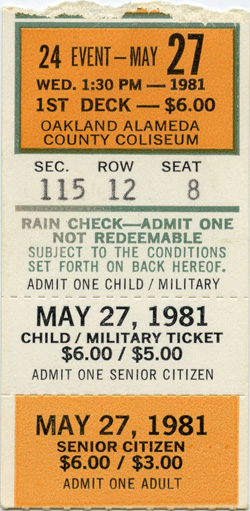 24 EVENT—MAY 27
WED. 1:30 PM — 1981
1ST DECK — $6.00
OAKLAND ALAMEDA
COUNTY COLISEUM
SEC. ROW SEAT
115 12 8
RAIN CHECK—ADMIT ONE
NOT REDEEMABLE
SUBJECT TO THE CONDITIONS
SET FORTH ON BACK HEREOF.
ADMIT ONE CHILD / MILITARY
MAY 27, 1981
CHILD / MILITARY TICKET
$6.00 / $5.00
ADMIT ONE SENIOR CITIZEN
MAY 27, 1981
SENIOR CITIZEN
$6.00 / $3.00
ADMIT ONE ADULT